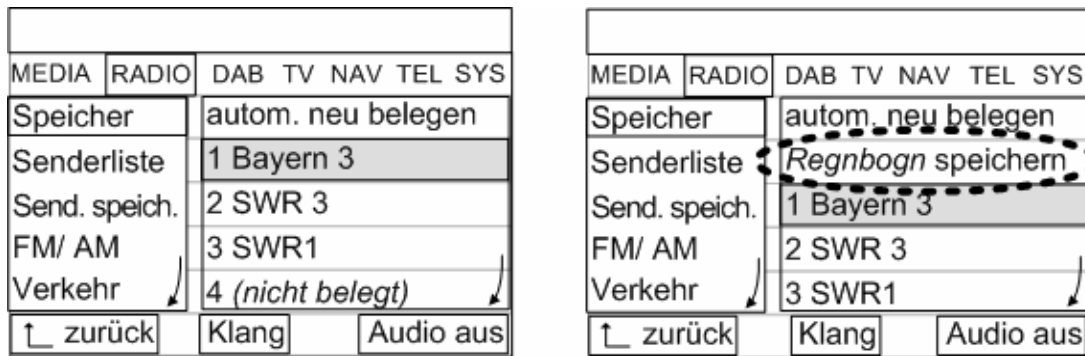 MEDIA RADIO DAB TV NAV TEL SYS
Speicher
Senderliste
Send. speich.
FM/ AM
Verkehr
autom. neu belegen
1 Bayern 3
2 SWR 3
3 SWR1
4 (nicht belegt)
zurück Klang Audio aus
MEDIA RADIO DAB TV NAV TEL SYS
Speicher
Senderliste
Send. speich.
FM/ AM
Verkehr
autom. neu belegen
Regnbogn speichern
1 Bayern 3
2 SWR 3
3 SWR1
zurück Klang Audio aus